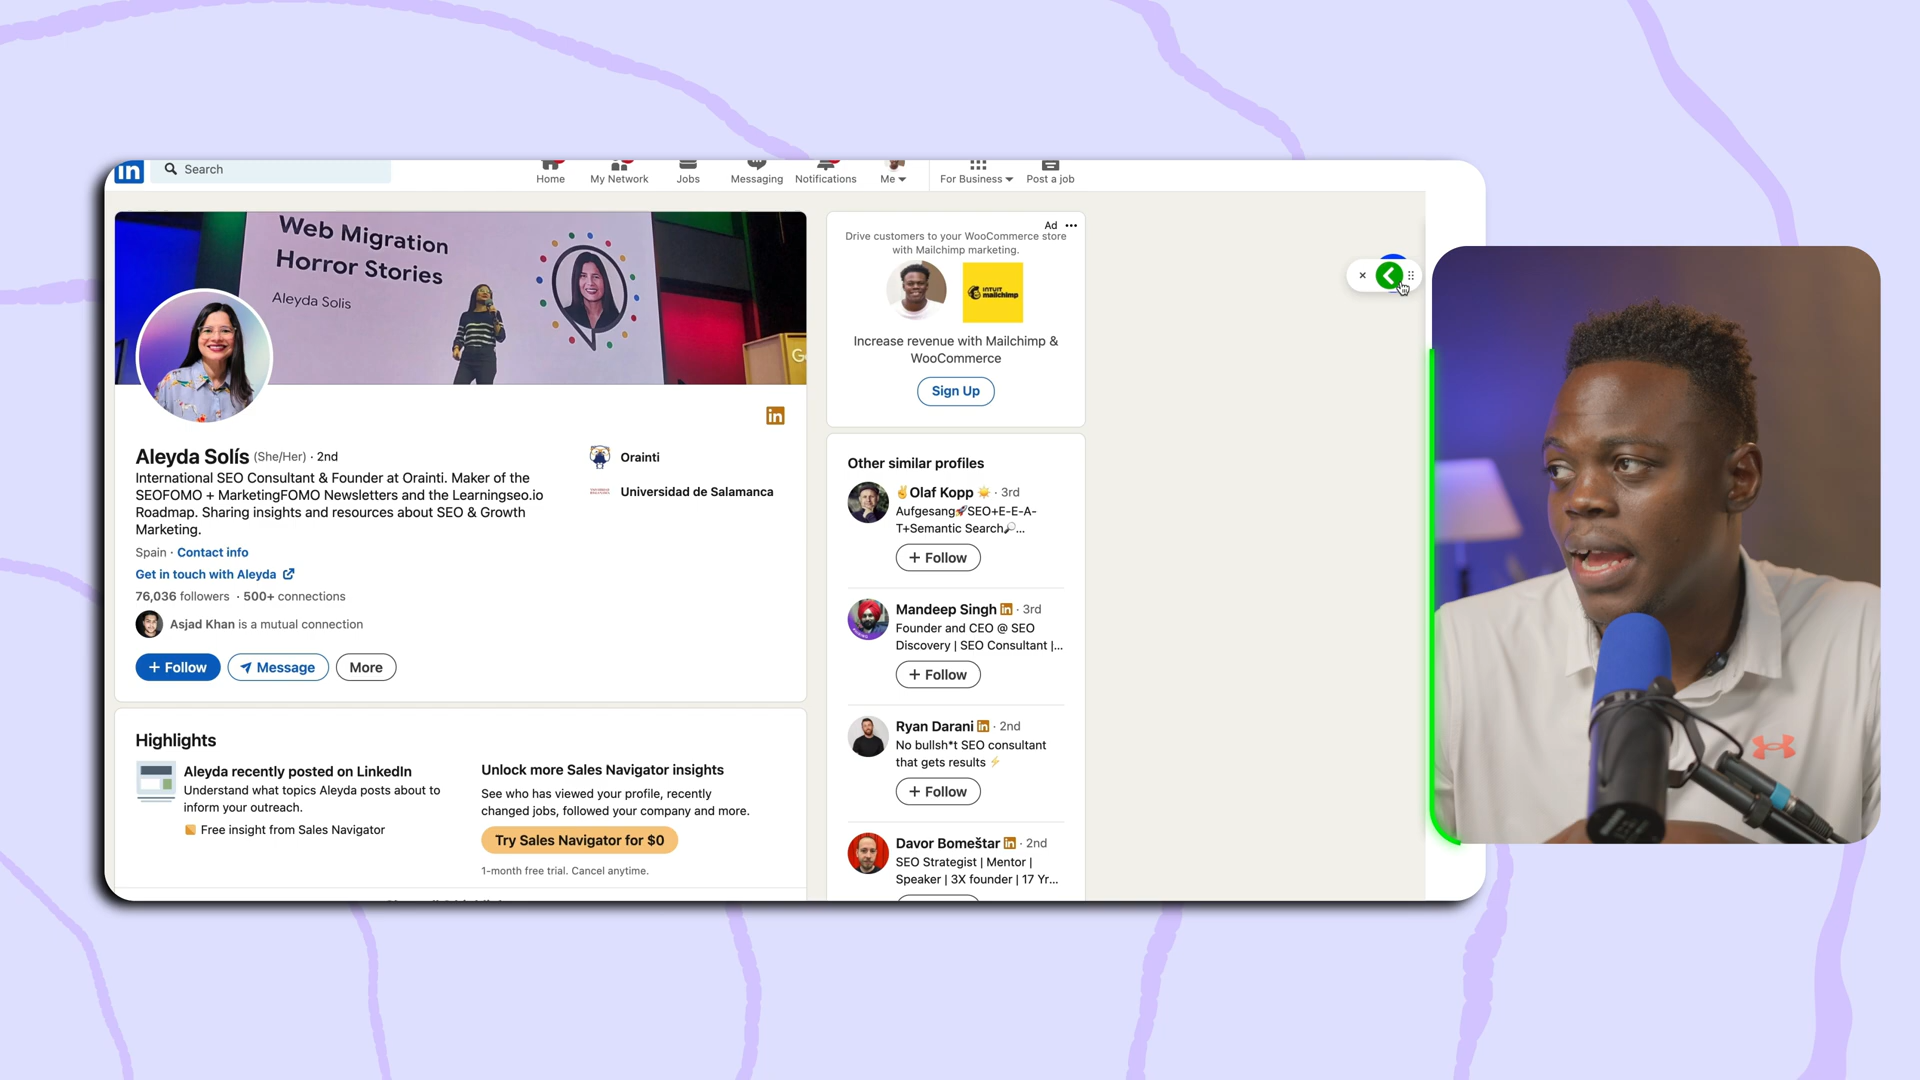 in
Search
Home
My Network
Jobs
Messaging
Notifications
Me
For Business
Post a job
Web Migration
Horror Stories
Aleyda Solis
G
in
Aleyda Solís (She/Her) · 2nd
International SEO Consultant & Founder at Orainti. Maker of the
SEOFOMO + MarketingFOMO Newsletters and the Learningseo.io
Roadmap. Sharing insights and resources about SEO & Growth
Marketing.
Spain · Contact info
Get in touch with Aleyda
76,036 followers · 500+ connections
Asjad Khan is a mutual connection
+ Follow
Message
More
Orainti
Universidad de Salamanca
Highlights
Aleyda recently posted on LinkedIn
Understand what topics Aleyda posts about to
inform your outreach.
Free insight from Sales Navigator
Unlock more Sales Navigator insights
See who has viewed your profile, recently
changed jobs, followed your company and more.
Try Sales Navigator for $0
1-month free trial. Cancel anytime.
Ad
Drive customers to your WooCommerce store
with Mailchimp marketing.
INTUIT
mailchimp
Increase revenue with Mailchimp &
WooCommerce
Sign Up
Other similar profiles
✌️Olaf Kopp ☀️ · 3rd
Aufgesang🚀SEO+E-E-A-
T+Semantic Search🔎...
+ Follow
Mandeep Singh in · 3rd
Founder and CEO @ SEO
Discovery | SEO Consultant |...
+ Follow
Ryan Darani in · 2nd
No bullsh*t SEO consultant
that gets results ⚡
+ Follow
Davor Bomeštar in · 2nd
SEO Strategist | Mentor |
Speaker | 3X founder | 17 Yr...